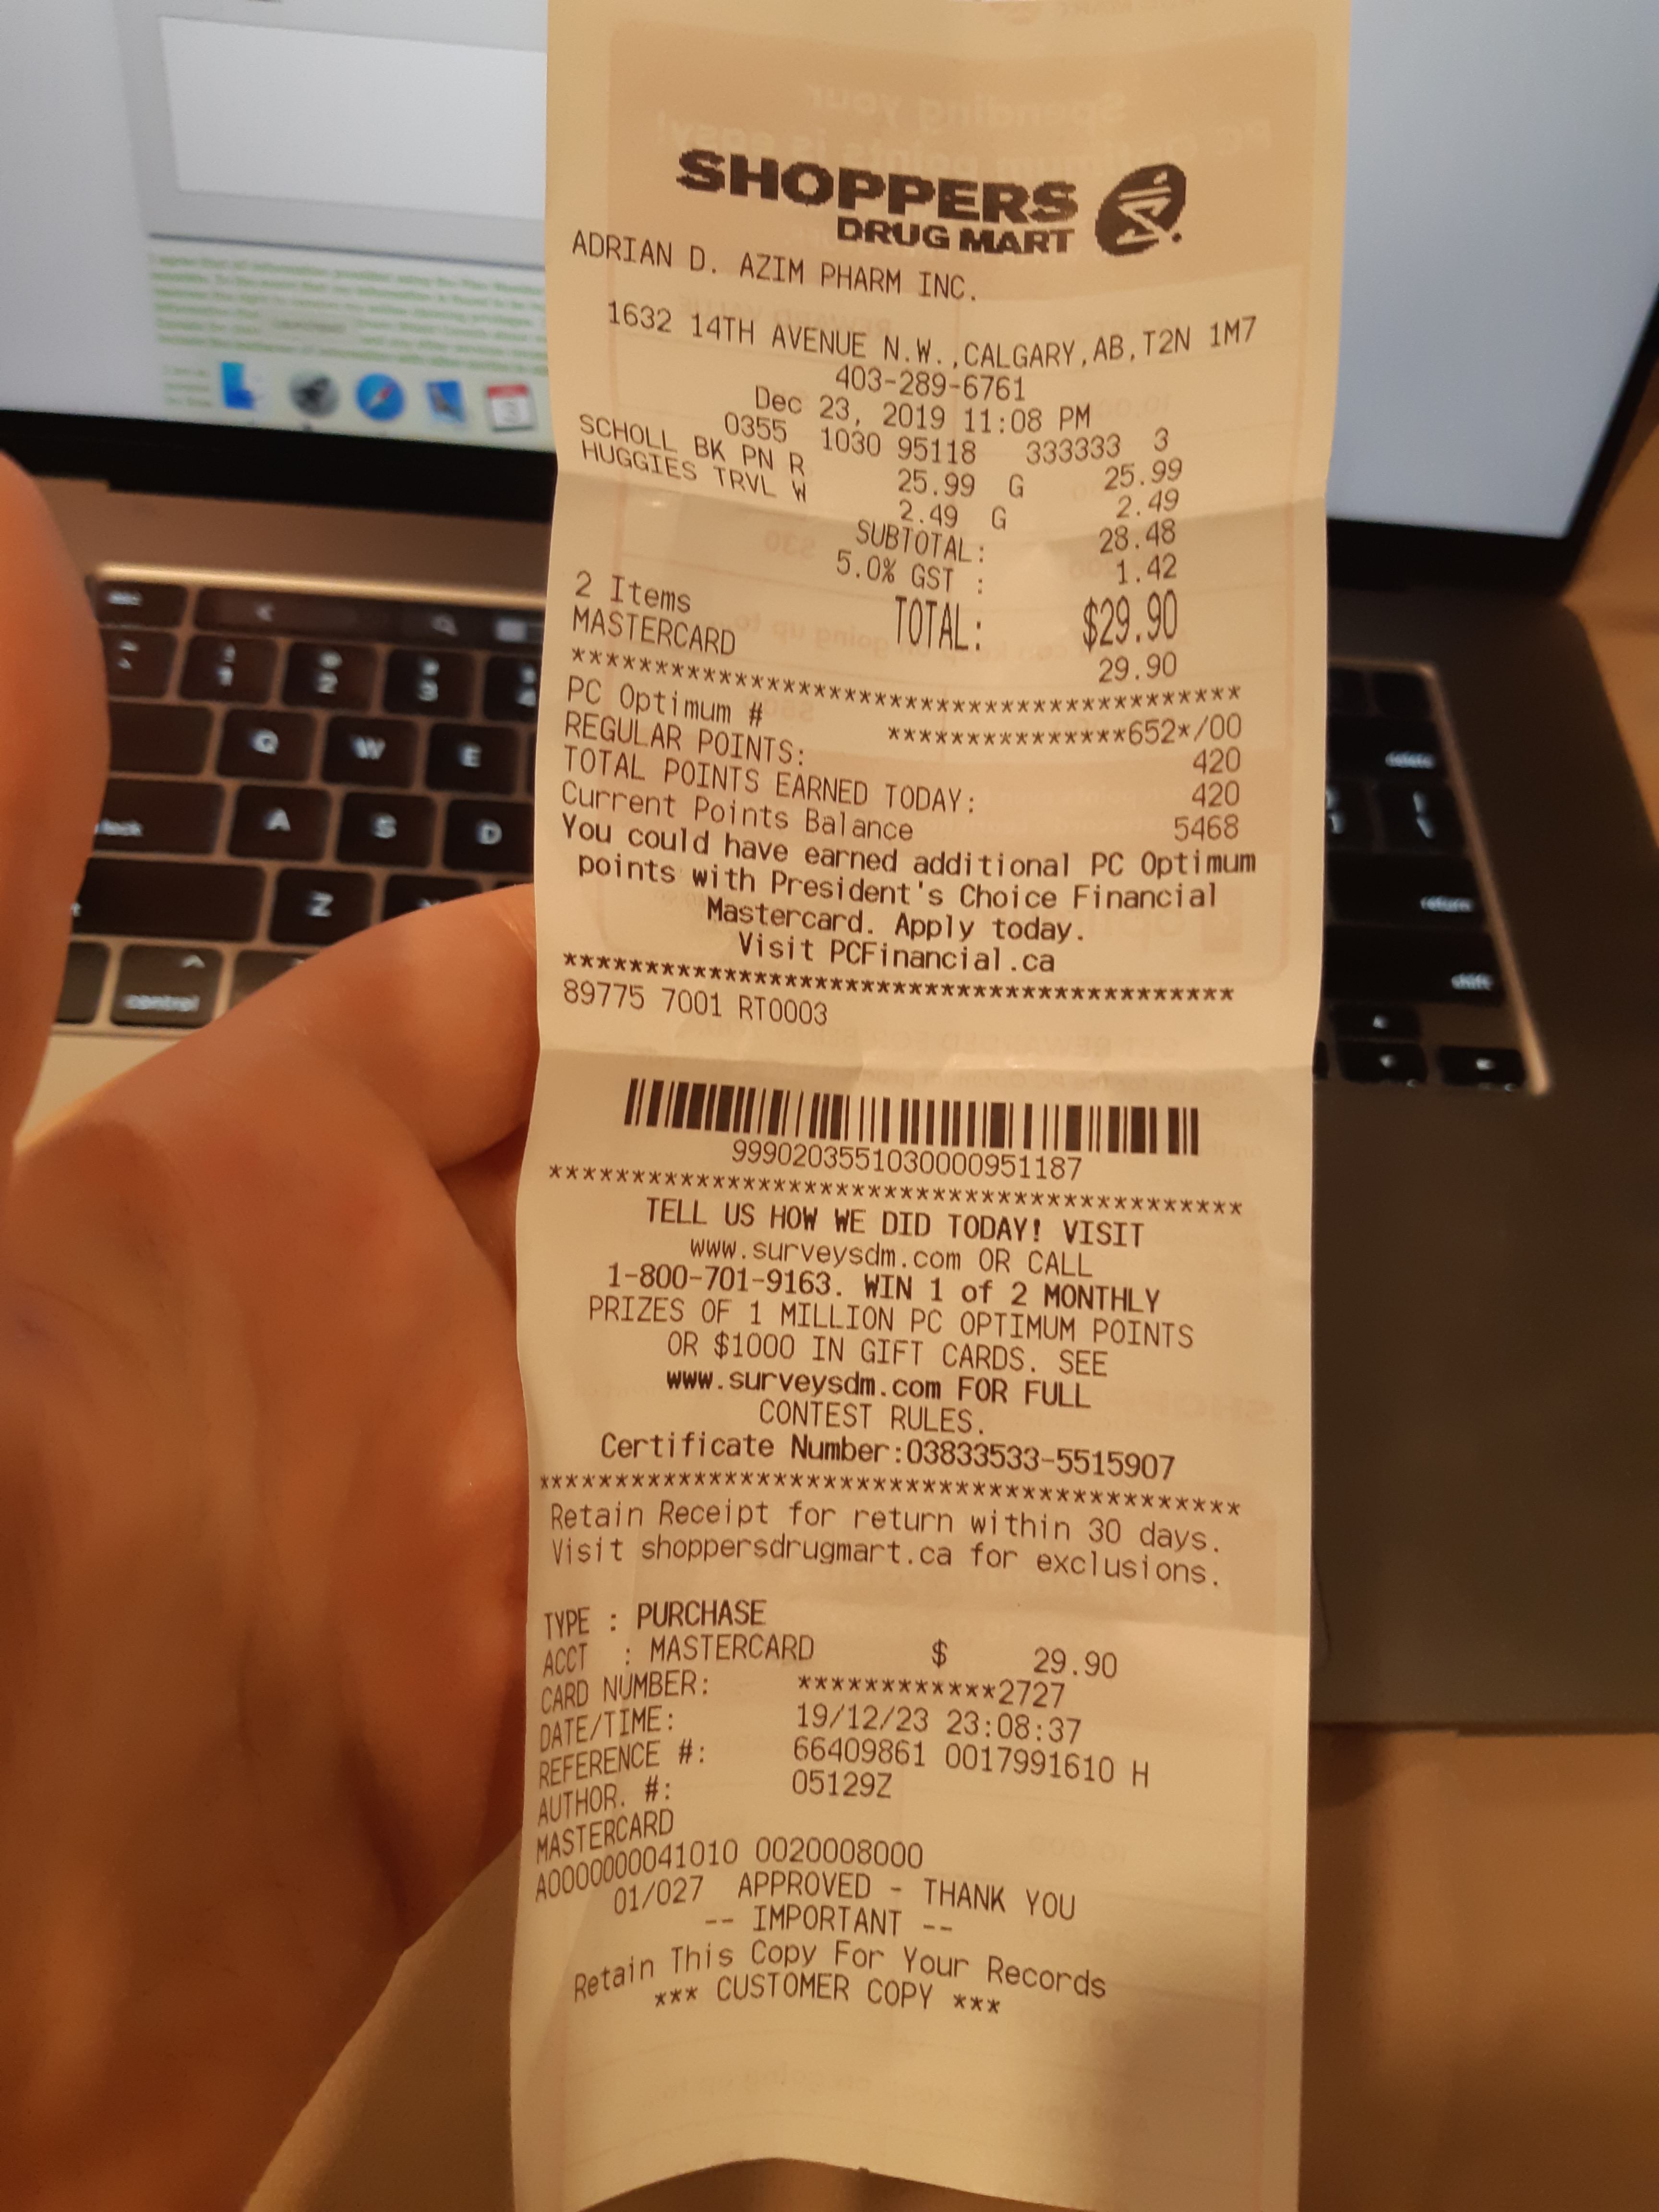 SHOPPERS
DRUG MART
ADRIAN D. AZIM PHARM INC.
1632 14TH AVENUE N.W.,CALGARY,AB,T2N 1M7
403-289-6761
Dec 23, 2019 11:08 PM
0355 1030 95118 333333 3
SCHOLL BK PN R 25.99 G 25.99
HUGGIES TRVL W 2.49 G 2.49
SUBTOTAL: 28.48
5.0% GST : 1.42
2 Items TOTAL: $29.90
MASTERCARD 29.90
******************************************
PC Optimum # ***************652*/00
REGULAR POINTS: 420
TOTAL POINTS EARNED TODAY: 420
Current Points Balance 5468
You could have earned additional PC Optimum
points with President's Choice Financial
Mastercard. Apply today.
Visit PCFinancial.ca
******************************************
89775 7001 RT0003
9990203551030000951187
******************************************
TELL US HOW WE DID TODAY! VISIT
www.surveysdm.com OR CALL
1-800-701-9163. WIN 1 of 2 MONTHLY
PRIZES OF 1 MILLION PC OPTIMUM POINTS
OR $1000 IN GIFT CARDS. SEE
www.surveysdm.com FOR FULL
CONTEST RULES.
Certificate Number:03833533-5515907
******************************************
Retain Receipt for return within 30 days.
Visit shoppersdrugmart.ca for exclusions.
TYPE : PURCHASE
ACCT : MASTERCARD $ 29.90
CARD NUMBER: ************2727
DATE/TIME: 19/12/23 23:08:37
REFERENCE #: 66409861 0017991610 H
AUTHOR. #: 05129Z
MASTERCARD
A0000000041010 0020008000
01/027 APPROVED - THANK YOU
-- IMPORTANT --
Retain This Copy For Your Records
*** CUSTOMER COPY ***
1 2 3 4
Q W E
A S D
Z
control
delete
return
shift